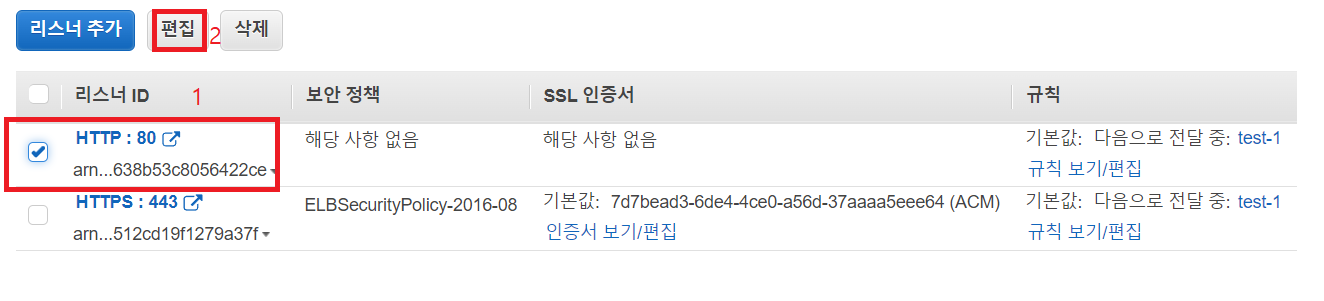 리스너 추가 편집 2 삭제
리스너 ID 1 보안 정책 SSL 인증서 규칙
HTTP : 80 해당 사항 없음 해당 사항 없음 기본값: 다음으로 전달 중: test-1
arn...638b53c8056422ce 규칙 보기/편집
HTTPS : 443 ELBSecurityPolicy-2016-08 기본값: 7d7bead3-6de4-4ce0-a56d-37aaaa5eee64 (ACM) 기본값: 다음으로 전달 중: test-1
arn...512cd19f1279a37f 인증서 보기/편집 규칙 보기/편집